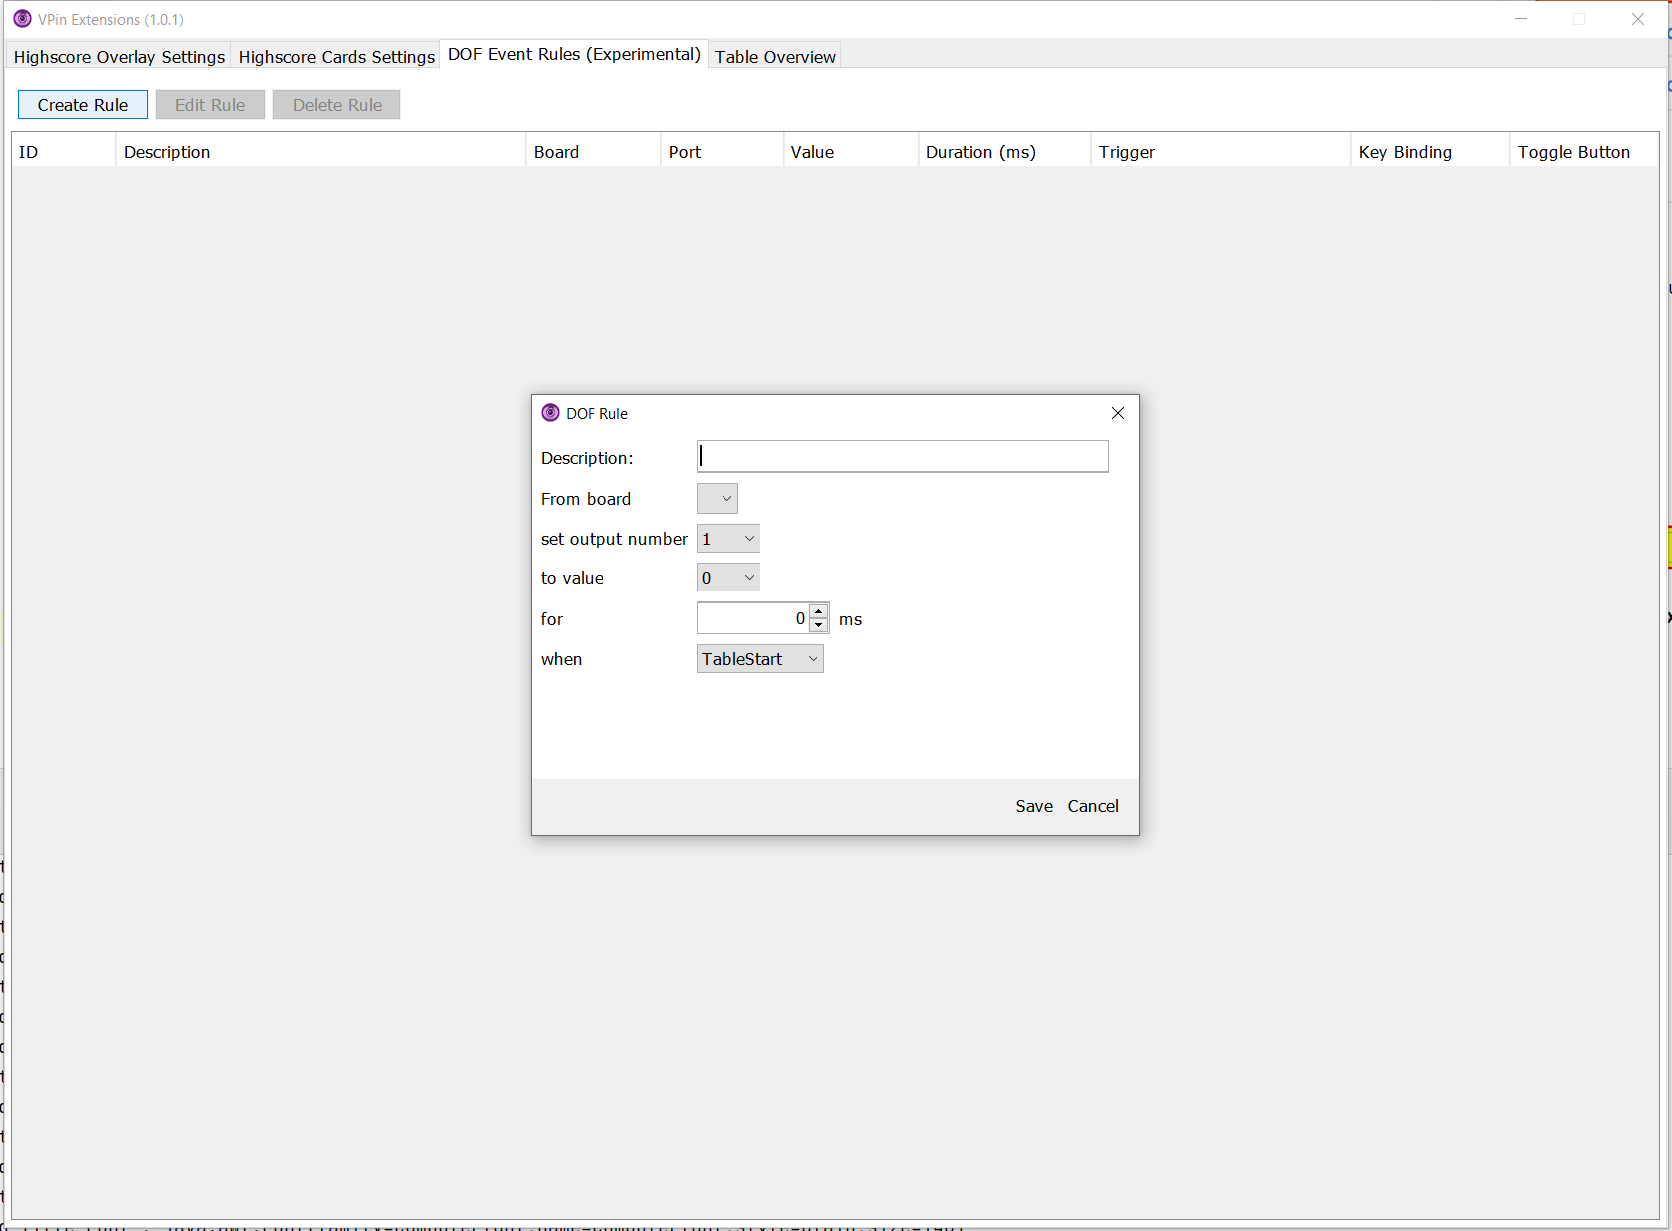 VPin Extensions (1.0.1)
Highscore Overlay Settings Highscore Cards Settings DOF Event Rules (Experimental) Table Overview
Create Rule Edit Rule Delete Rule
ID Description Board Port Value Duration (ms) Trigger Key Binding Toggle Button
DOF Rule
Description:
From board
set output number 1
to value 0
for 0 ms
when TableStart
Save Cancel